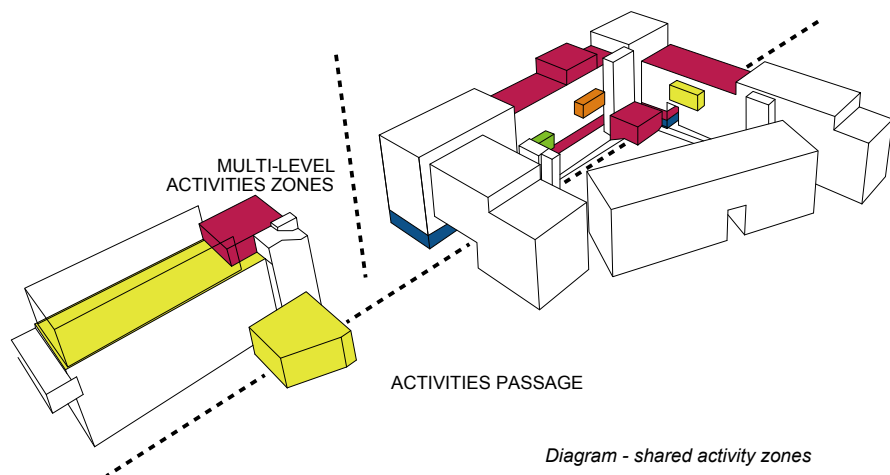 MULTI-LEVEL
ACTIVITIES ZONES
ACTIVITIES PASSAGE
Diagram - shared activity zones